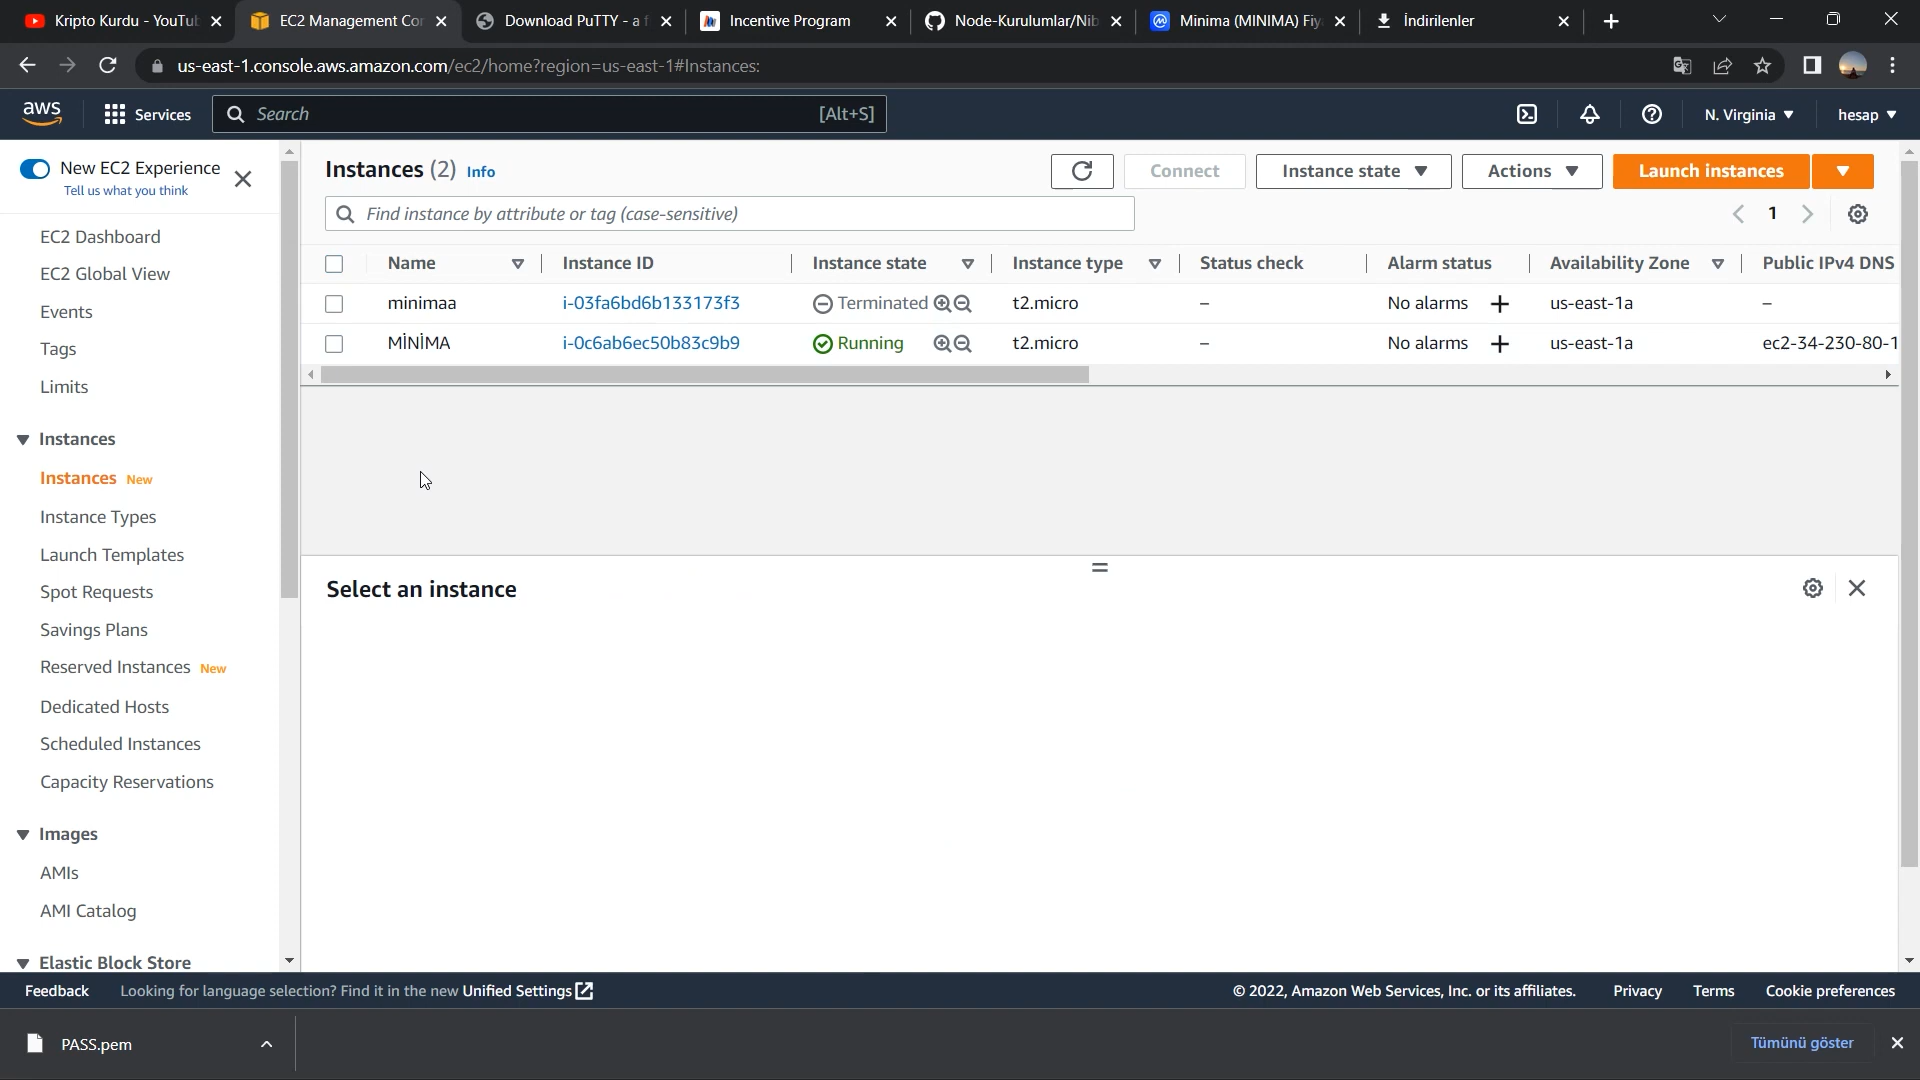 Kripto Kurdu - YouTu
EC2 Management Co
Download PuTTY - a f
Incentive Program
Node-Kurulumlar/Nib
Minima (MINIMA) Fiy
İndirilenler
us-east-1.console.aws.amazon.com/ec2/home?region=us-east-1#Instances:
aws
Services
Search
[Alt+S]
N. Virginia
hesap
New EC2 Experience
Tell us what you think
EC2 Dashboard
EC2 Global View
Events
Tags
Limits
Instances
Instances New
Instance Types
Launch Templates
Spot Requests
Savings Plans
Reserved Instances New
Dedicated Hosts
Scheduled Instances
Capacity Reservations
Images
AMIs
AMI Catalog
Elastic Block Store
Instances (2) Info
Connect
Instance state
Actions
Launch instances
Find instance by attribute or tag (case-sensitive)
1
Name Instance ID Instance state Instance type Status check Alarm status Availability Zone Public IPv4 DNS
minimaa i-03fa6bd6b133173f3 Terminated t2.micro – No alarms + us-east-1a –
MİNİMA i-0c6ab6ec50b83c9b9 Running t2.micro – No alarms + us-east-1a ec2-34-230-80-1
Select an instance
Feedback Looking for language selection? Find it in the new Unified Settings
© 2022, Amazon Web Services, Inc. or its affiliates. Privacy Terms Cookie preferences
PASS.pem
Tümünü göster